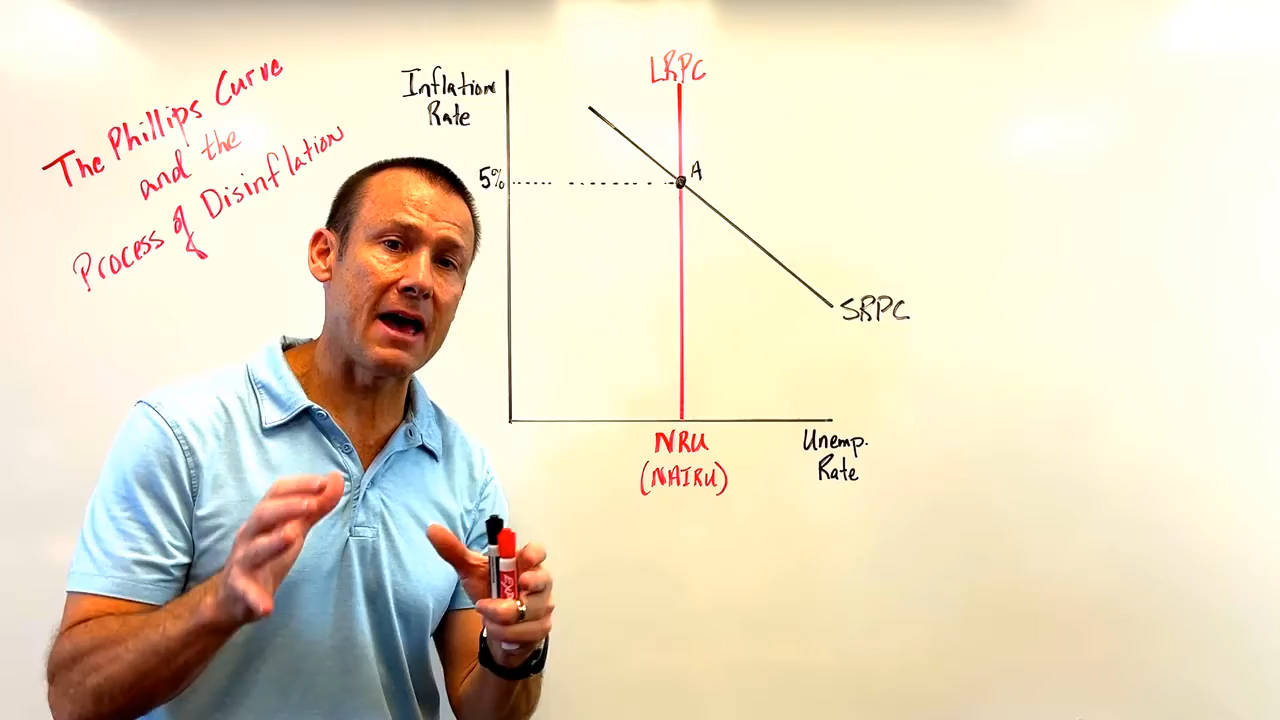 The Phillips Curve
and the
Process of Disinflation
Inflation
Rate
LRPC
5%
A
SRPC
NRU
(NAIRU)
Unemp.
Rate